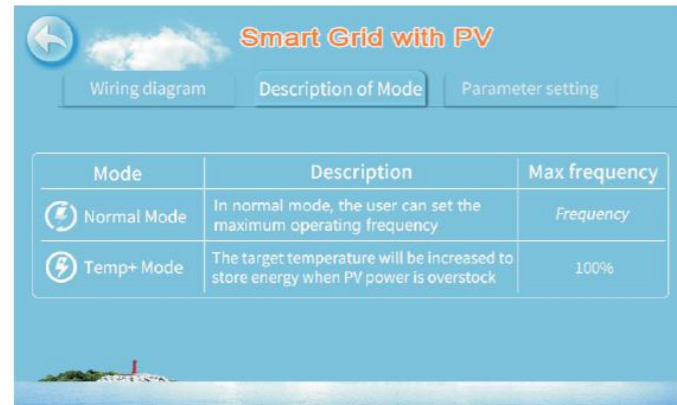 Smart Grid with PV
Wiring diagram
Description of Mode
Parameter setting
Mode
Description
Max frequency
Normal Mode
In normal mode, the user can set the
maximum operating frequency
Frequency
Temp+ Mode
The target temperature will be increased to
store energy when PV power is overstock
100%